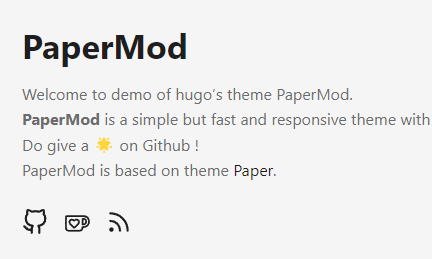 PaperMod
Welcome to demo of hugo's theme PaperMod.
PaperMod is a simple but fast and responsive theme with
Do give a 🌟 on Github !
PaperMod is based on theme Paper.